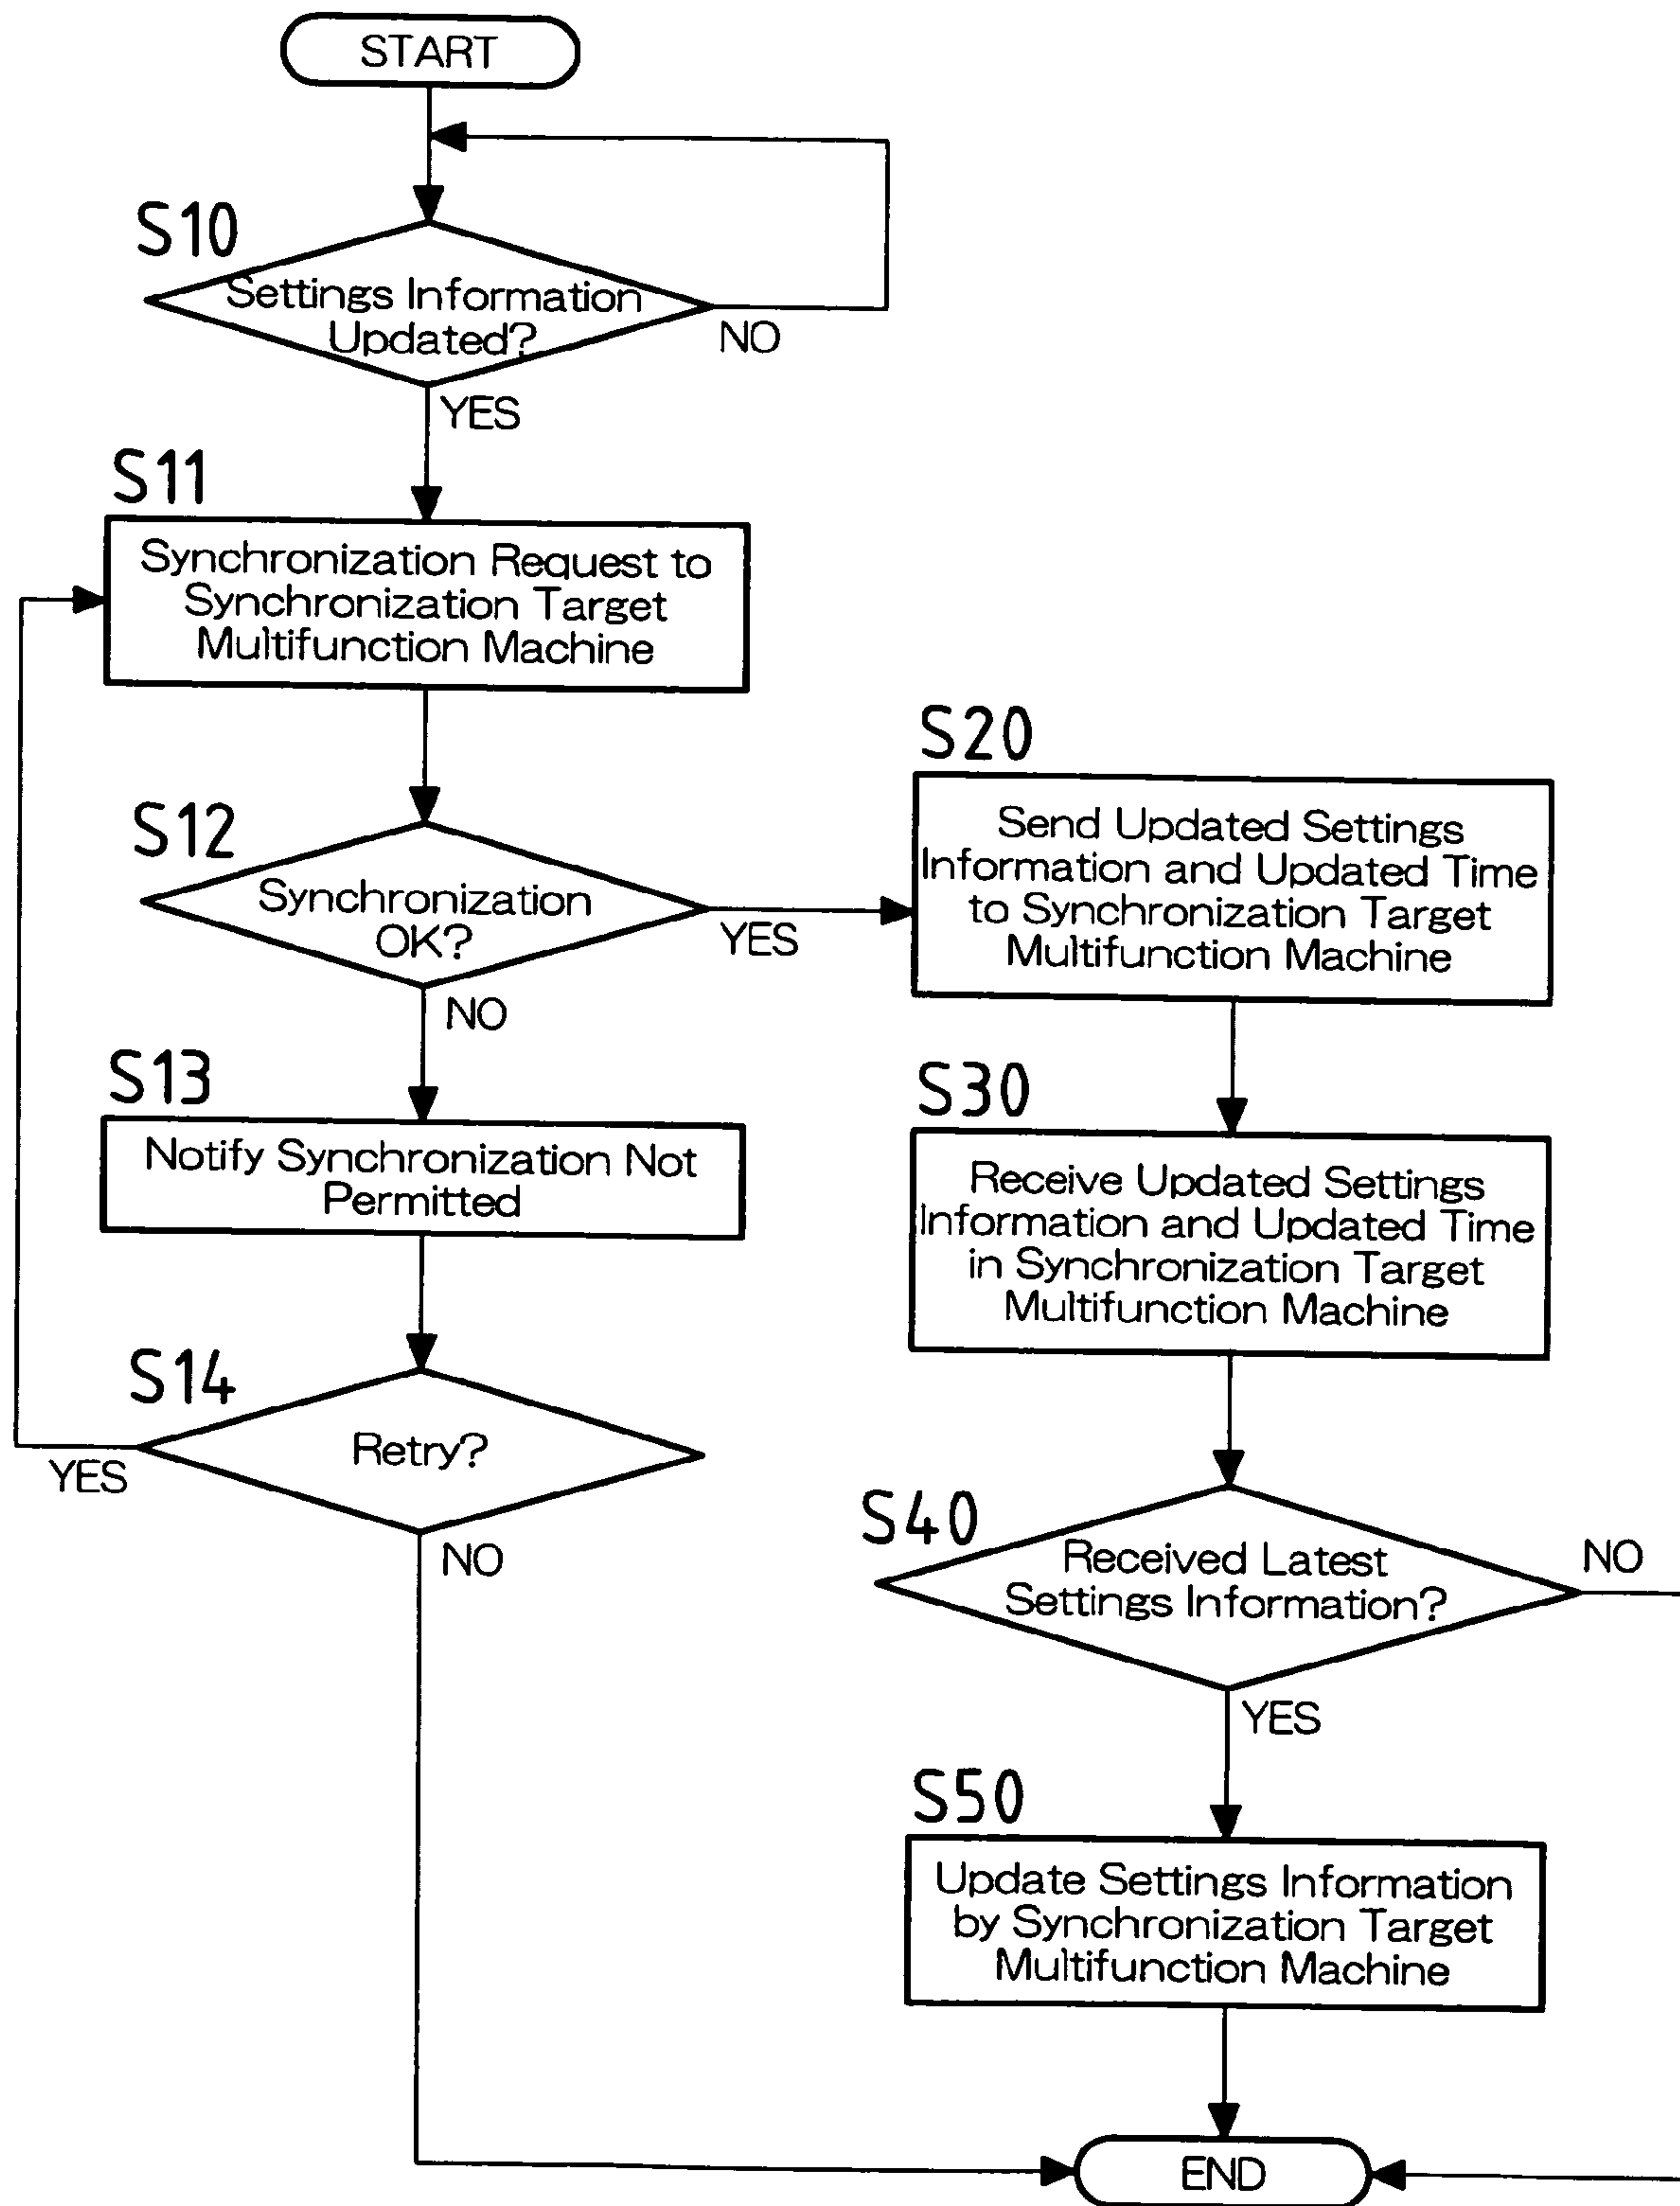 START
S10
Settings Information
Updated?
NO
YES
S11
Synchronization Request to
Synchronization Target
Multifunction Machine
S12
Synchronization
OK?
YES
NO
S13
Notify Synchronization Not
Permitted
S14
Retry?
YES
NO
S20
Send Updated Settings
Information and Updated Time
to Synchronization Target
Multifunction Machine
S30
Receive Updated Settings
Information and Updated Time
in Synchronization Target
Multifunction Machine
S40
Received Latest
Settings Information?
NO
YES
S50
Update Settings Information
by Synchronization Target
Multifunction Machine
END